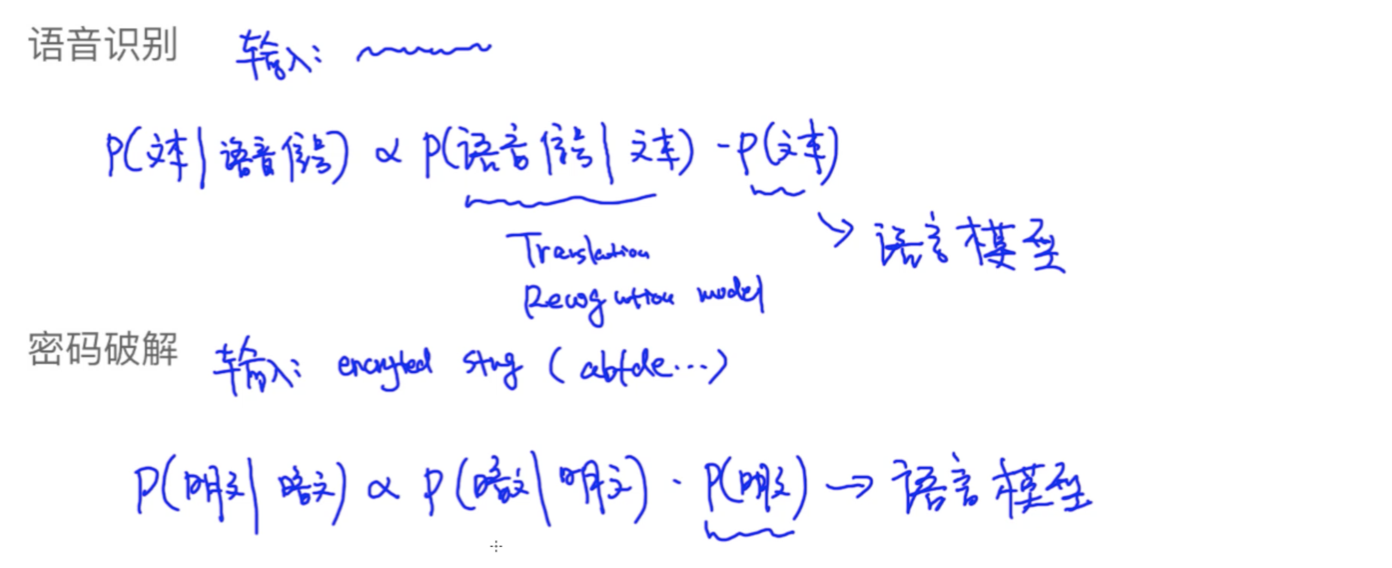 语音识别 输入:
P(文本|语音信号) ∝ P(语音信号|文本) - P(文本)
→ 语言模型
Translation
Recognition model
密码破解 输入: encrypted string (abfde...)
P(明文|暗文) ∝ P(暗文|明文) · P(明文) → 语言模型